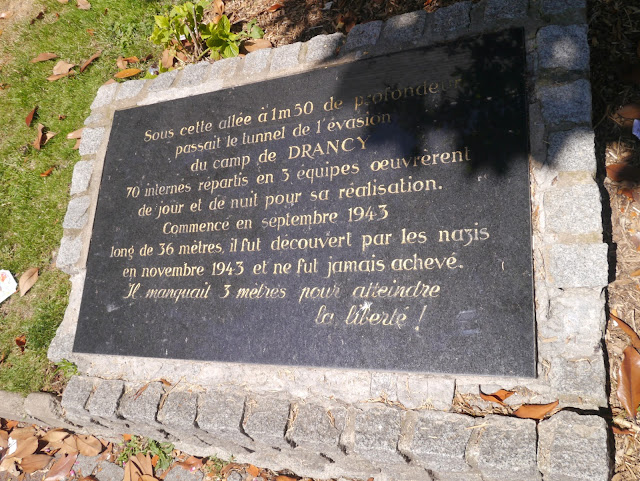 Sous cette allée à 1m50 de profondeur
passait le tunnel de l'évasion
du camp de DRANCY
70 internés répartis en 3 équipes œuvrèrent
de jour et de nuit pour sa réalisation.
Commencé en septembre 1943
long de 36 mètres, il fut découvert par les nazis
en novembre 1943 et ne fut jamais achevé.
Il manquait 3 mètres pour atteindre
la liberté !